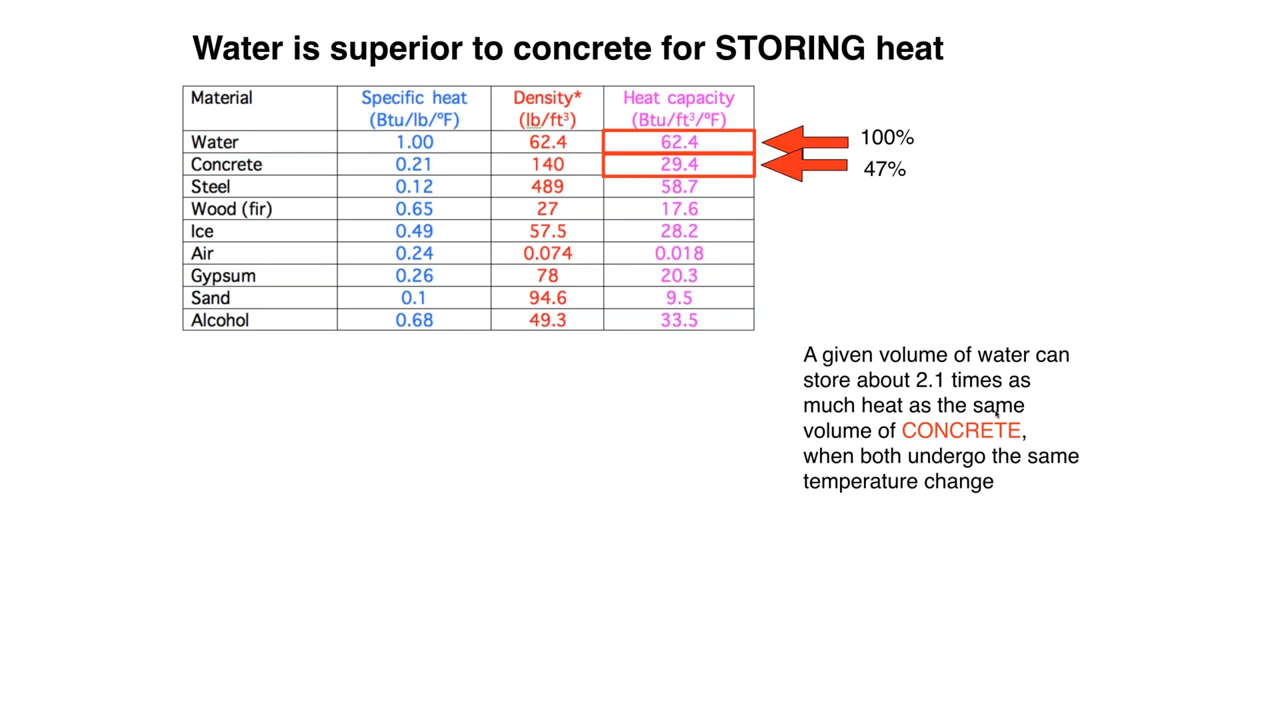 Water is superior to concrete for STORING heat
Material Specific heat Density* Heat capacity
(Btu/lb/ºF) (lb/ft³) (Btu/ft³/ºF)
Water 1.00 62.4 62.4
Concrete 0.21 140 29.4
Steel 0.12 489 58.7
Wood (fir) 0.65 27 17.6
Ice 0.49 57.5 28.2
Air 0.24 0.074 0.018
Gypsum 0.26 78 20.3
Sand 0.1 94.6 9.5
Alcohol 0.68 49.3 33.5
100%
47%
A given volume of water can
store about 2.1 times as
much heat as the same
volume of CONCRETE,
when both undergo the same
temperature change